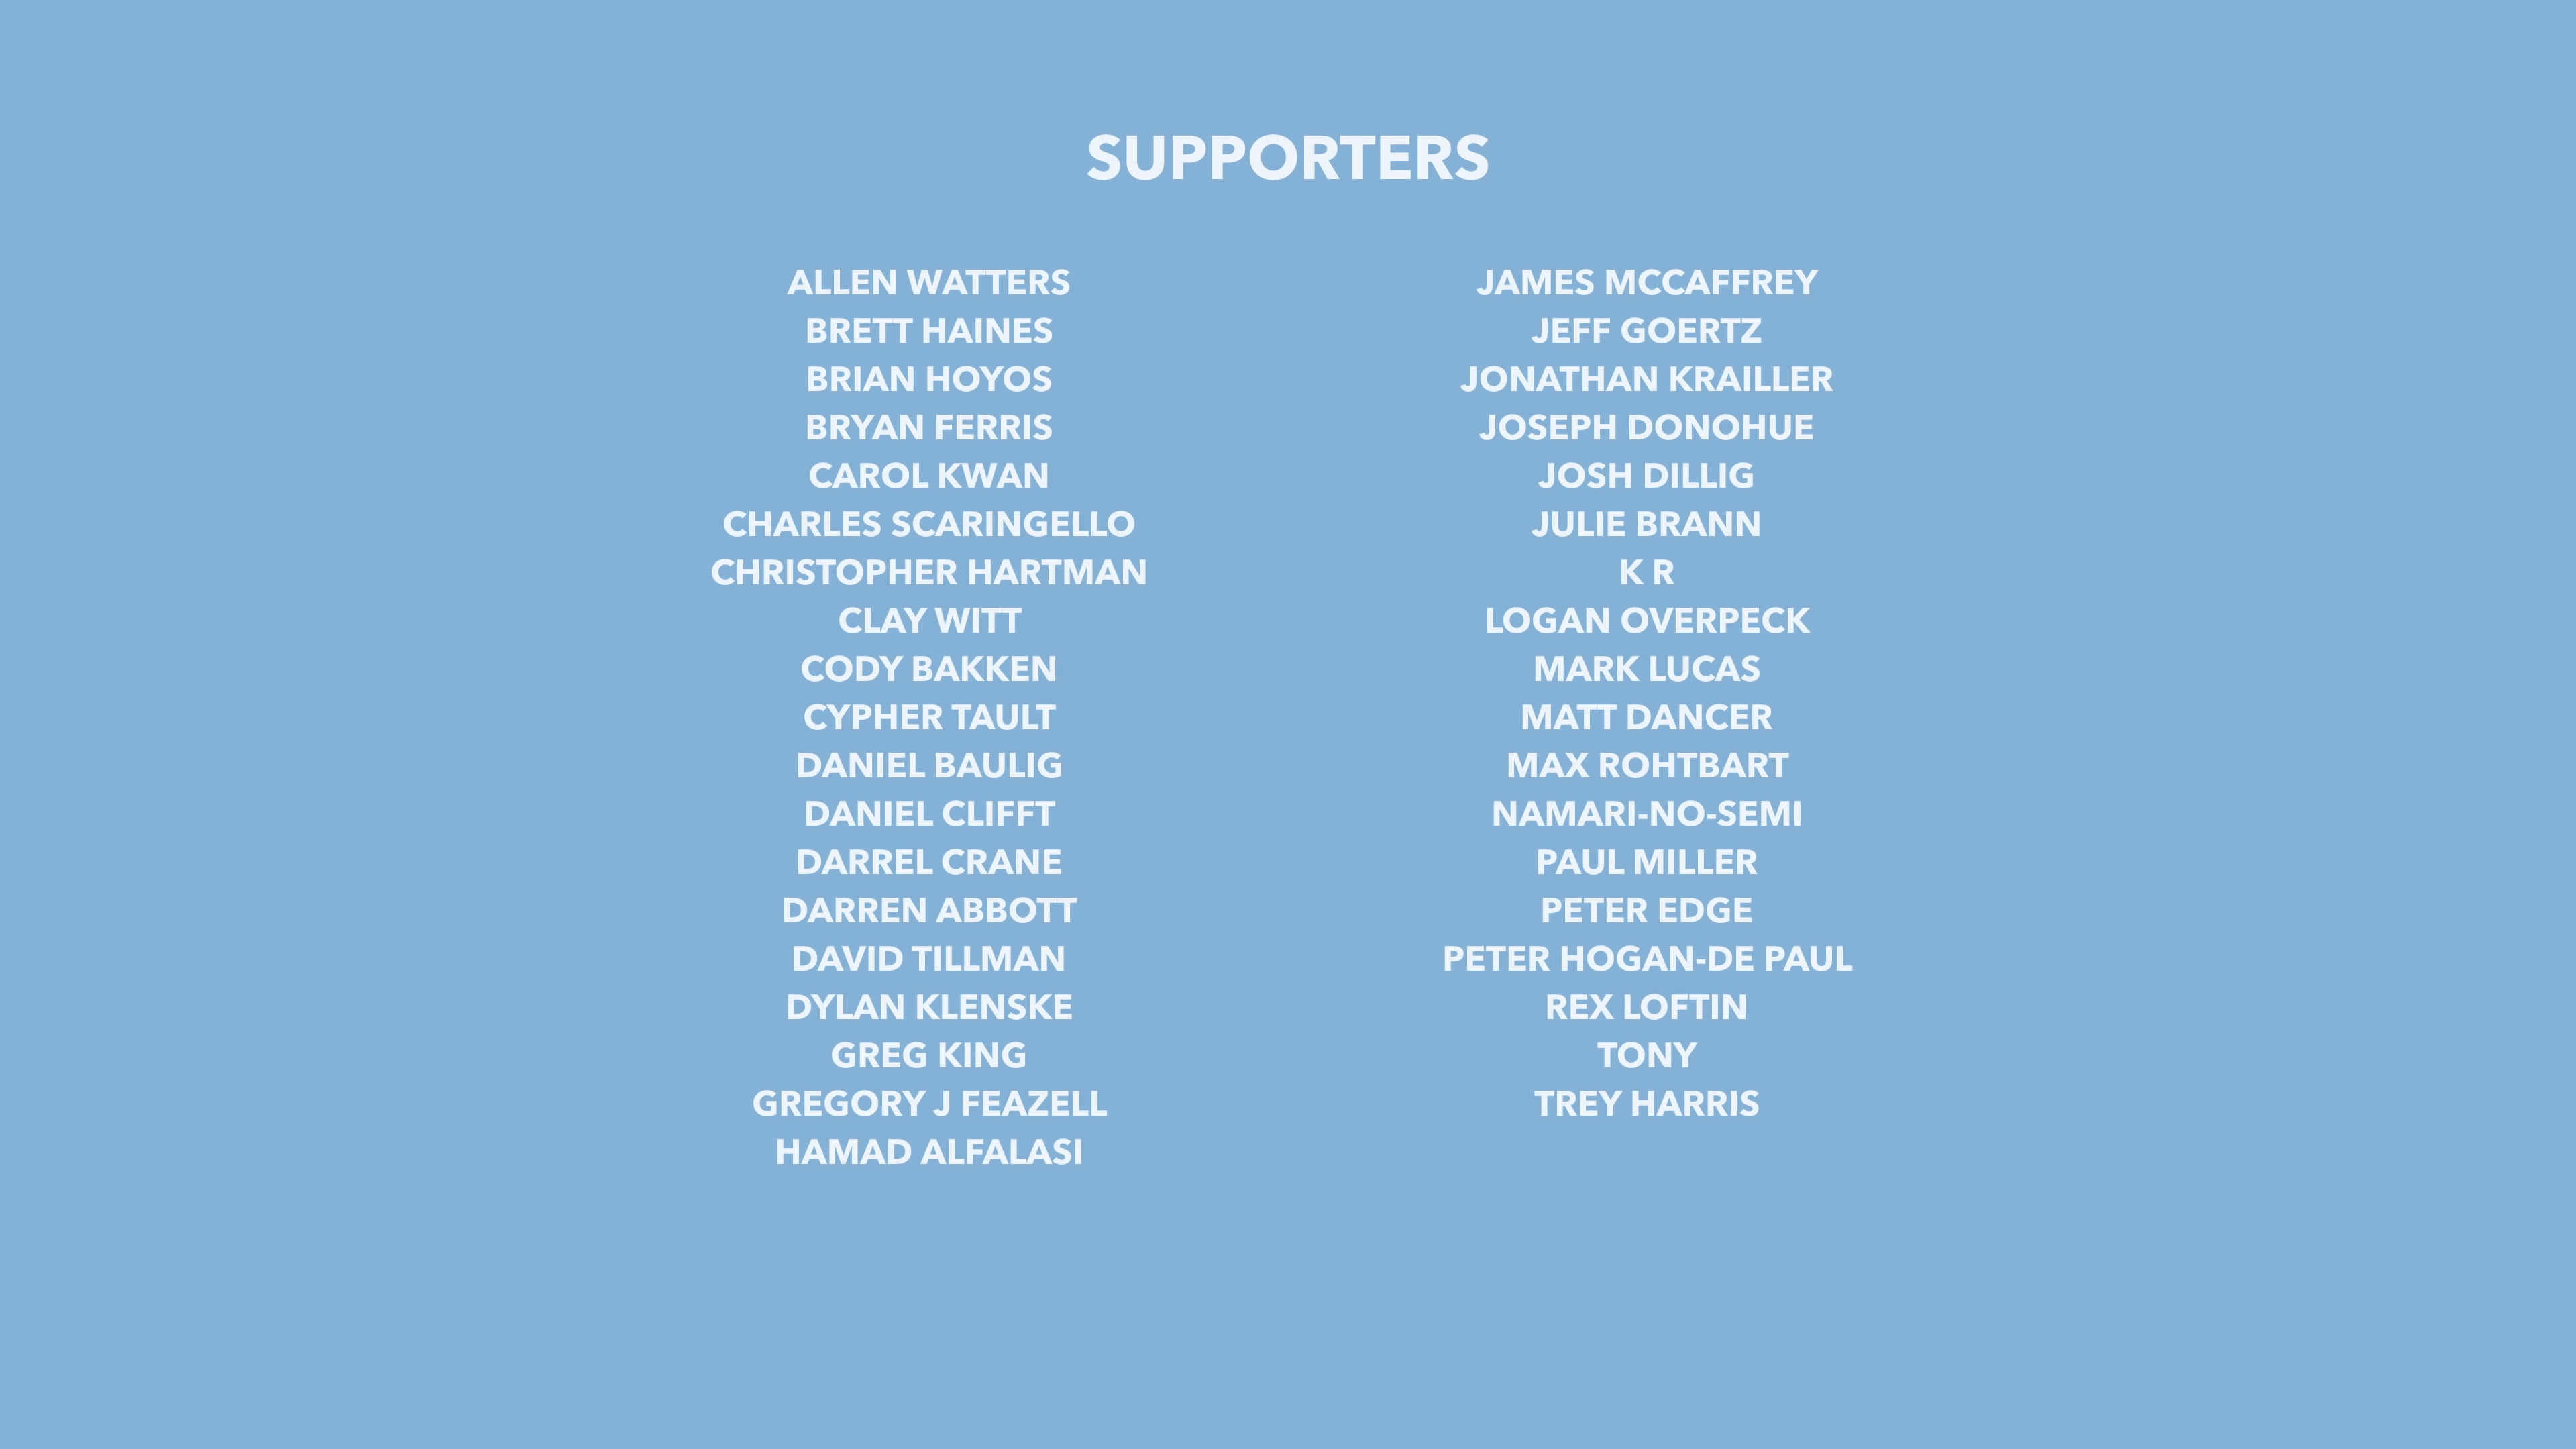 SUPPORTERS
ALLEN WATTERS
BRETT HAINES
BRIAN HOYOS
BRYAN FERRIS
CAROL KWAN
CHARLES SCARINGELLO
CHRISTOPHER HARTMAN
CLAY WITT
CODY BAKKEN
CYPHER TAULT
DANIEL BAULIG
DANIEL CLIFFT
DARREL CRANE
DARREN ABBOTT
DAVID TILLMAN
DYLAN KLENSKE
GREG KING
GREGORY J FEAZELL
HAMAD ALFALASI
JAMES MCCAFFREY
JEFF GOERTZ
JONATHAN KRAILLER
JOSEPH DONOHUE
JOSH DILLIG
JULIE BRANN
K R
LOGAN OVERPECK
MARK LUCAS
MATT DANCER
MAX ROHTBART
NAMARI-NO-SEMI
PAUL MILLER
PETER EDGE
PETER HOGAN-DE PAUL
REX LOFTIN
TONY
TREY HARRIS